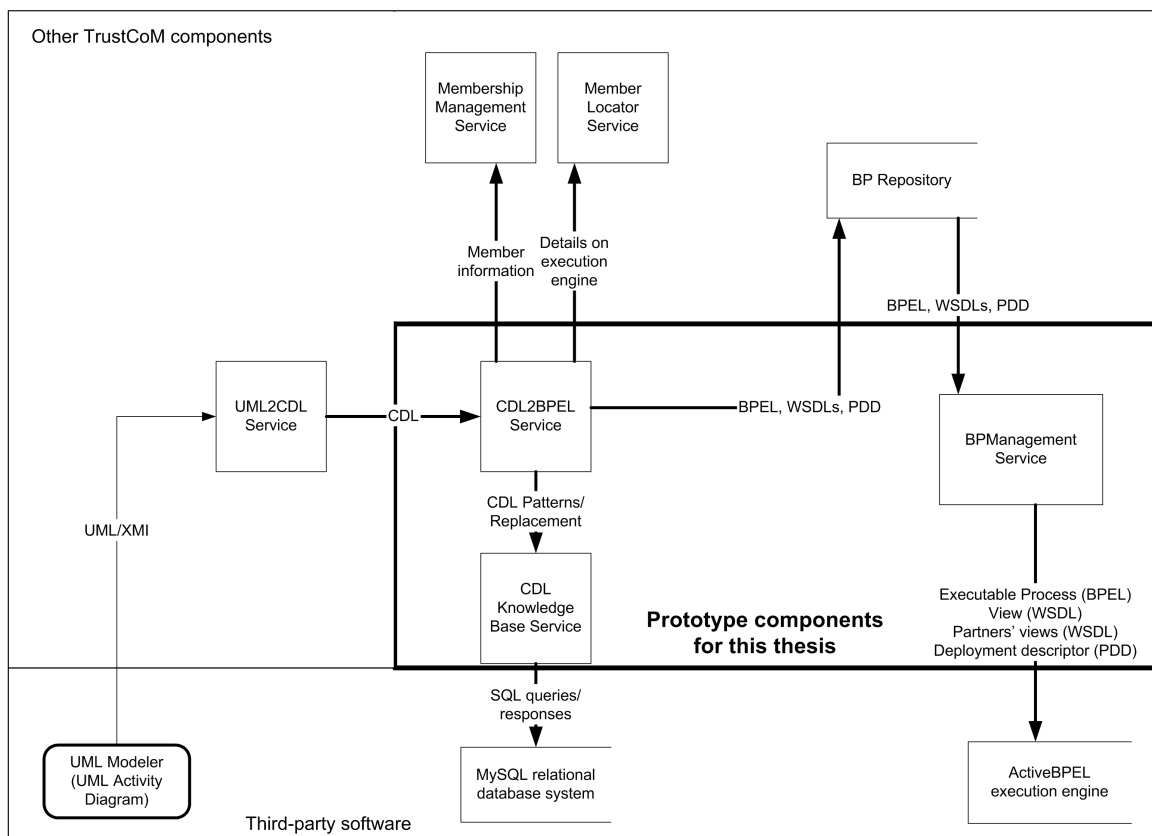 Other TrustCoM components
Membership
Management
Service
Member
Locator
Service
BP Repository
Member
information
Details on
execution
engine
BPEL, WSDLs, PDD
UML2CDL
Service
CDL
CDL2BPEL
Service
BPEL, WSDLs, PDD
BPManagement
Service
UML/XMI
CDL Patterns/
Replacement
CDL
Knowledge
Base Service
Prototype components
for this thesis
Executable Process (BPEL)
View (WSDL)
Partners' views (WSDL)
Deployment descriptor (PDD)
SQL queries/
responses
UML Modeler
(UML Activity
Diagram)
MySQL relational
database system
ActiveBPEL
execution engine
Third-party software